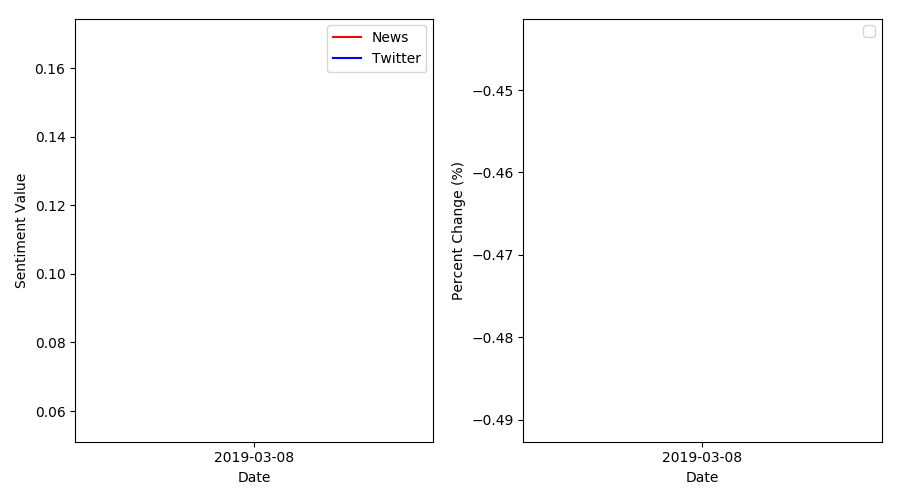 News
Twitter
0.16
0.14
0.12
0.10
0.08
0.06
Sentiment Value
2019-03-08
Date
−0.45
−0.46
−0.47
−0.48
−0.49
Percent Change (%)
2019-03-08
Date